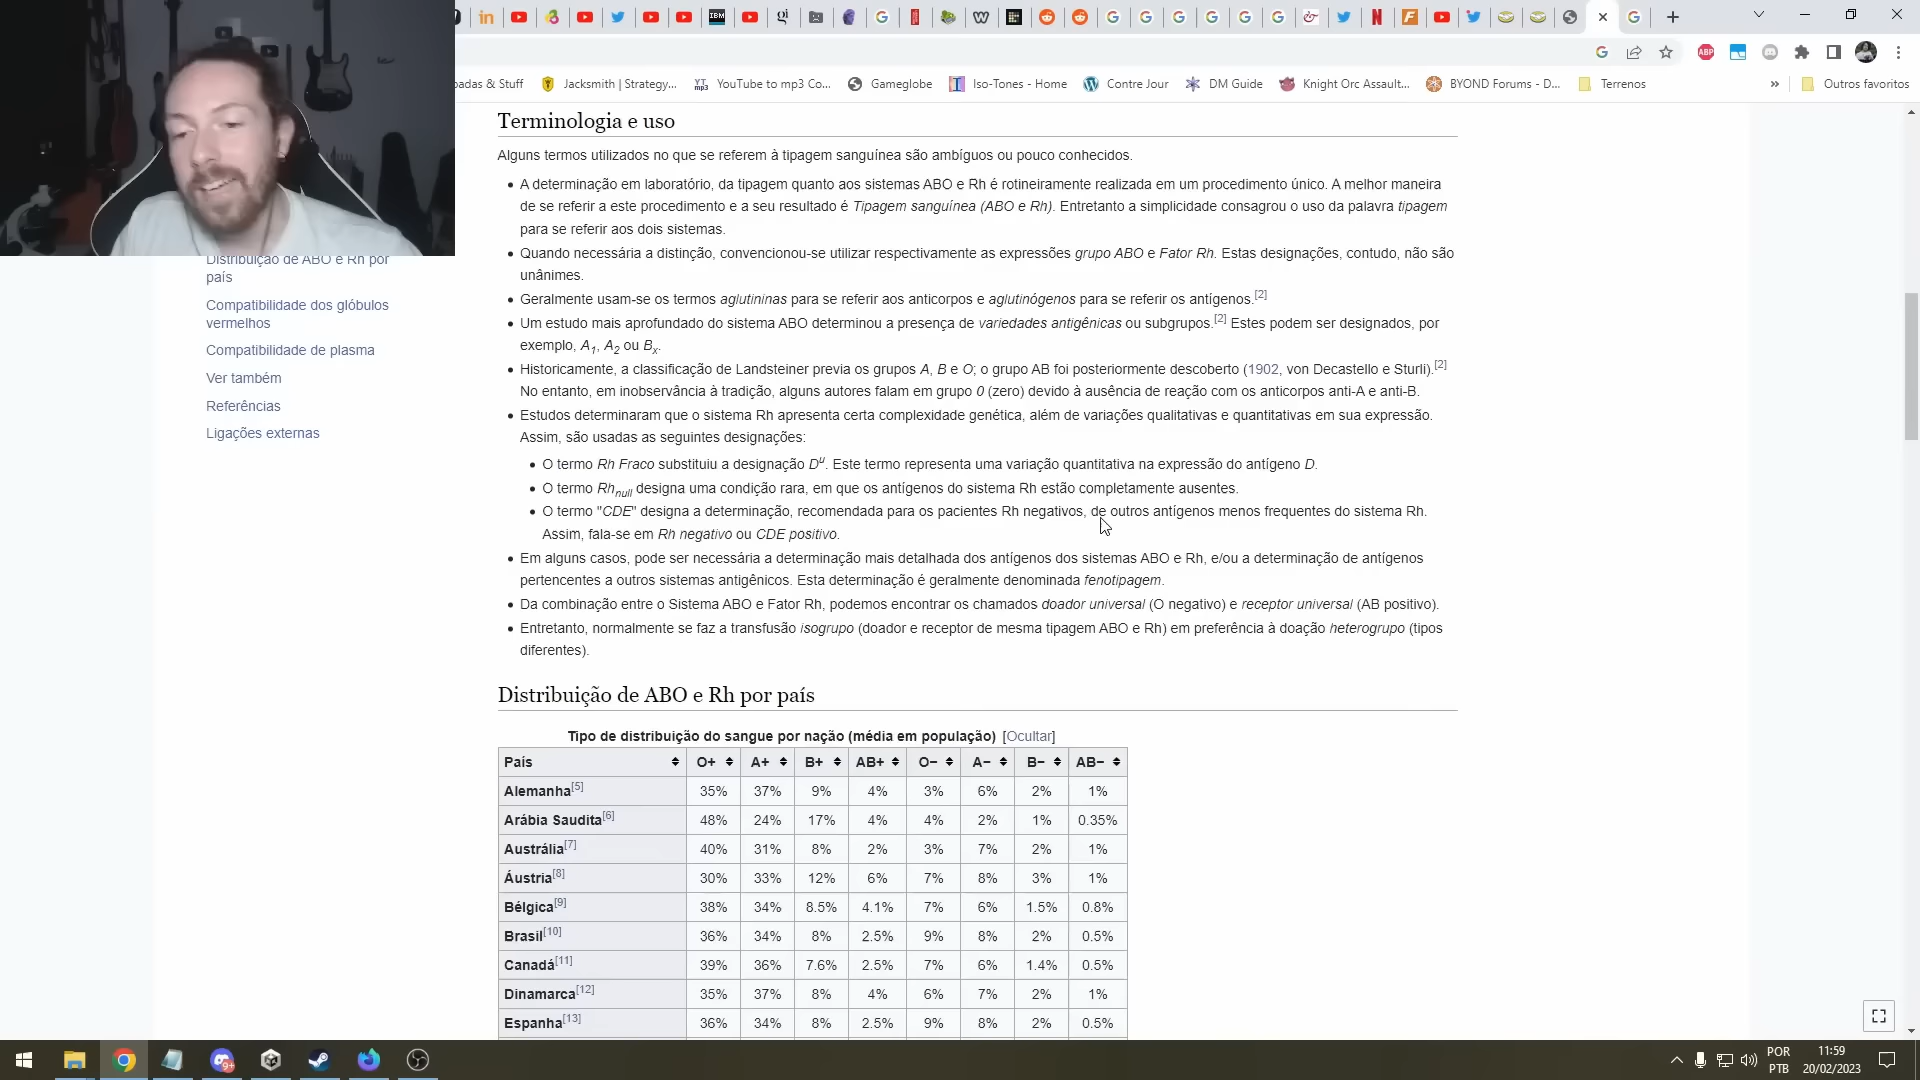 padas & Stuff
Jacksmith | Strategy...
YouTube to mp3 Co...
Gameglobe
Iso-Tones - Home
Contre Jour
DM Guide
Knight Orc Assault...
BYOND Forums - D...
Terrenos
»
Outros favoritos
Terminologia e uso
Alguns termos utilizados no que se referem à tipagem sanguínea são ambíguos ou pouco conhecidos.
A determinação em laboratório, da tipagem quanto aos sistemas ABO e Rh é rotineiramente realizada em um procedimento único. A melhor maneira
de se referir a este procedimento e a seu resultado é Tipagem sanguínea (ABO e Rh). Entretanto a simplicidade consagrou o uso da palavra tipagem
para se referir aos dois sistemas.
Quando necessária a distinção, convencionou-se utilizar respectivamente as expressões grupo ABO e Fator Rh. Estas designações, contudo, não são
unânimes.
Geralmente usam-se os termos aglutininas para se referir aos anticorpos e aglutinógenos para se referir os antígenos.[2]
Um estudo mais aprofundado do sistema ABO determinou a presença de variedades antigênicas ou subgrupos.[2] Estes podem ser designados, por
exemplo, A1, A2 ou Bx.
Historicamente, a classificação de Landsteiner previa os grupos A, B e O; o grupo AB foi posteriormente descoberto (1902, von Decastello e Sturli).[2]
No entanto, em inobservância à tradição, alguns autores falam em grupo 0 (zero) devido à ausência de reação com os anticorpos anti-A e anti-B.
Estudos determinaram que o sistema Rh apresenta certa complexidade genética, além de variações qualitativas e quantitativas em sua expressão.
Assim, são usadas as seguintes designações:
O termo Rh Fraco substituiu a designação Du. Este termo representa uma variação quantitativa na expressão do antígeno D.
O termo Rhnull designa uma condição rara, em que os antígenos do sistema Rh estão completamente ausentes.
O termo "CDE" designa a determinação, recomendada para os pacientes Rh negativos, de outros antígenos menos frequentes do sistema Rh.
Assim, fala-se em Rh negativo ou CDE positivo.
Em alguns casos, pode ser necessária a determinação mais detalhada dos antígenos dos sistemas ABO e Rh, e/ou a determinação de antígenos
pertencentes a outros sistemas antigênicos. Esta determinação é geralmente denominada fenotipagem.
Da combinação entre o Sistema ABO e Fator Rh, podemos encontrar os chamados doador universal (O negativo) e receptor universal (AB positivo).
Entretanto, normalmente se faz a transfusão isogrupo (doador e receptor de mesma tipagem ABO e Rh) em preferência à doação heterogrupo (tipos
diferentes).
Distribuição de ABO e Rh por
país
Compatibilidade dos glóbulos
vermelhos
Compatibilidade de plasma
Ver também
Referências
Ligações externas
Distribuição de ABO e Rh por país
Tipo de distribuição do sangue por nação (média em população) [Ocultar]
País O+ A+ B+ AB+ O− A− B− AB−
Alemanha[5] 35% 37% 9% 4% 3% 6% 2% 1%
Arábia Saudita[6] 48% 24% 17% 4% 4% 2% 1% 0.35%
Austrália[7] 40% 31% 8% 2% 3% 7% 2% 1%
Áustria[8] 30% 33% 12% 6% 7% 8% 3% 1%
Bélgica[9] 38% 34% 8.5% 4.1% 7% 6% 1.5% 0.8%
Brasil[10] 36% 34% 8% 2.5% 9% 8% 2% 0.5%
Canadá[11] 39% 36% 7.6% 2.5% 7% 6% 1.4% 0.5%
Dinamarca[12] 35% 37% 8% 4% 6% 7% 2% 1%
Espanha[13] 36% 34% 8% 2.5% 9% 8% 2% 0.5%
POR
PTB
11:59
20/02/2023